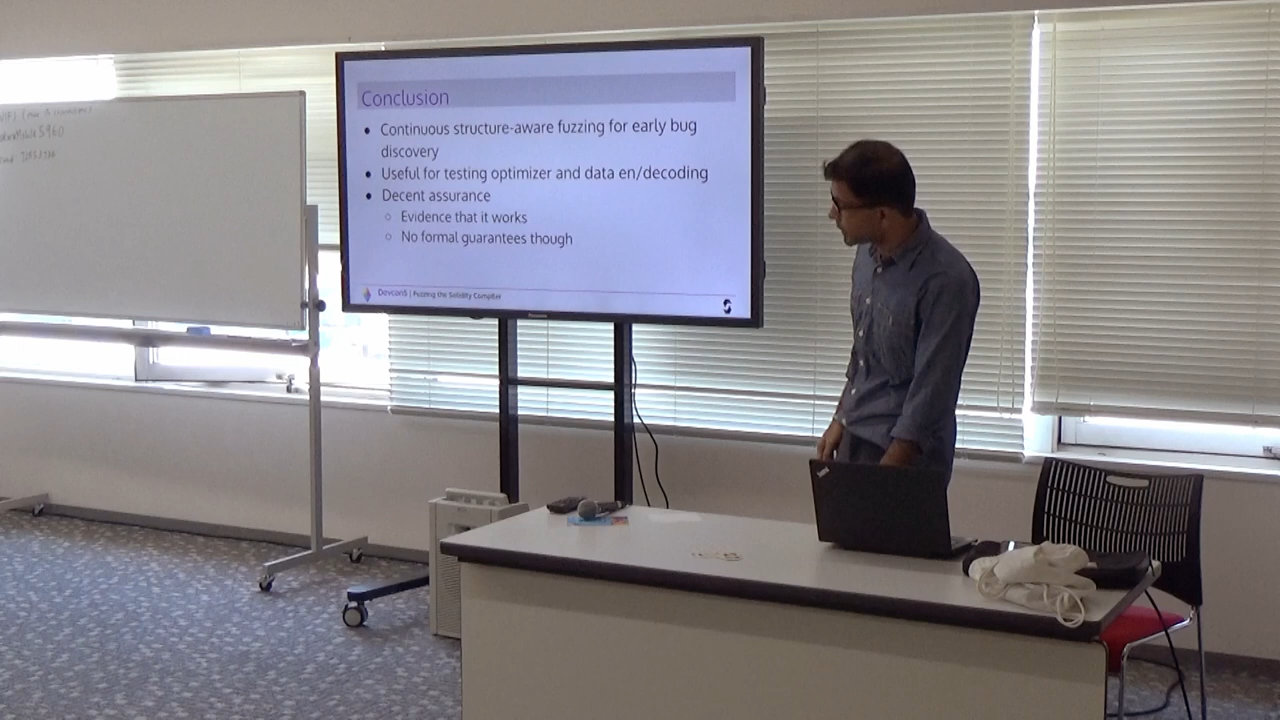 Conclusion
● Continuous structure-aware fuzzing for early bug
discovery
● Useful for testing optimizer and data en/decoding
● Decent assurance
○ Evidence that it works
○ No formal guarantees though
Devcon5 | Fuzzing the Solidity Compiler
Panasonic